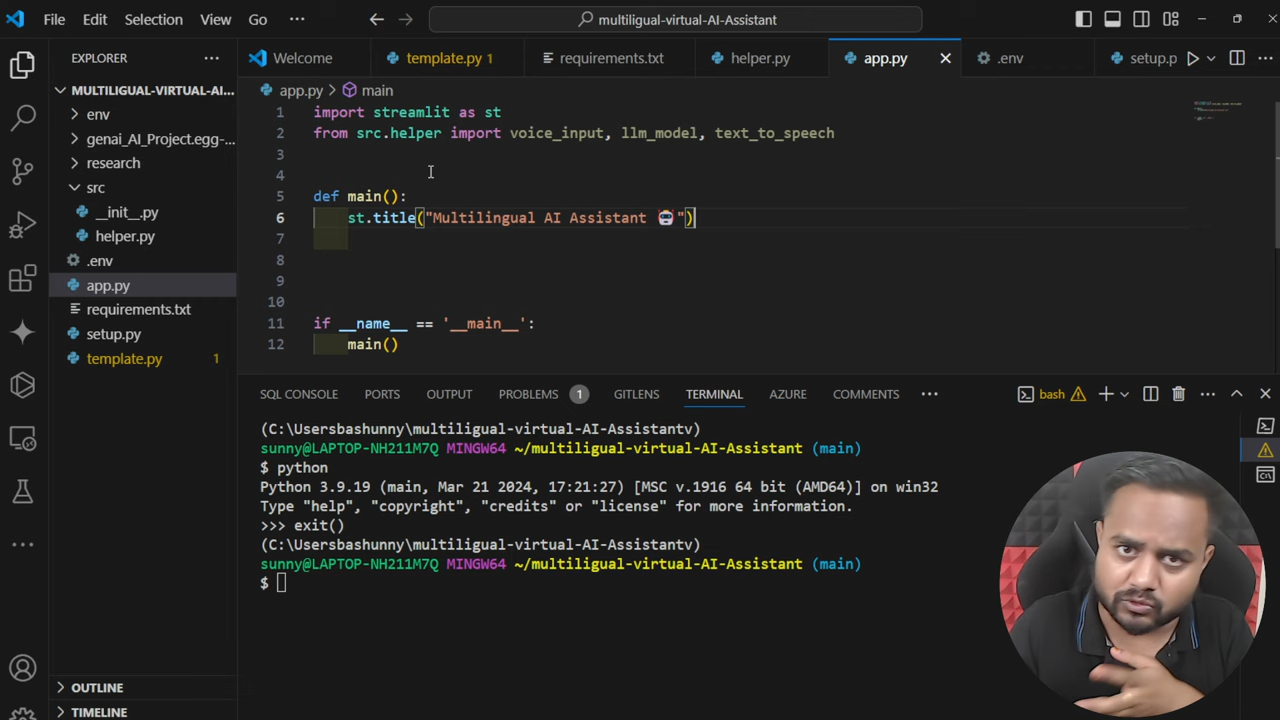 File Edit Selection View Go ··· multiligual-virtual-AI-Assistant
EXPLORER ···
Welcome template.py 1 requirements.txt helper.py app.py .env setup.p
MULTILIGUAL-VIRTUAL-AI-...
env
genai_AI_Project.egg-...
research
src
__init__.py
helper.py
.env
app.py
requirements.txt
setup.py
template.py 1
OUTLINE
TIMELINE
app.py > main
1 import streamlit as st
2 from src.helper import voice_input, llm_model, text_to_speech
3
4
5 def main():
6 st.title("Multilingual AI Assistant 🤖")
7
8
9
10
11 if __name__ == '__main__':
12 main()
SQL CONSOLE PORTS OUTPUT PROBLEMS 1 GITLENS TERMINAL AZURE COMMENTS ··· bash
(C:\Usersbashunny\multiligual-virtual-AI-Assistantv)
sunny@LAPTOP-NH211M7Q MINGW64 ~/multiligual-virtual-AI-Assistant (main)
$ python
Python 3.9.19 (main, Mar 21 2024, 17:21:27) [MSC v.1916 64 bit (AMD64)] on win32
Type "help", "copyright", "credits" or "license" for more information.
>>> exit()
(C:\Usersbashunny\multiligual-virtual-AI-Assistantv)
sunny@LAPTOP-NH211M7Q MINGW64 ~/multiligual-virtual-AI-Assistant (main)
$